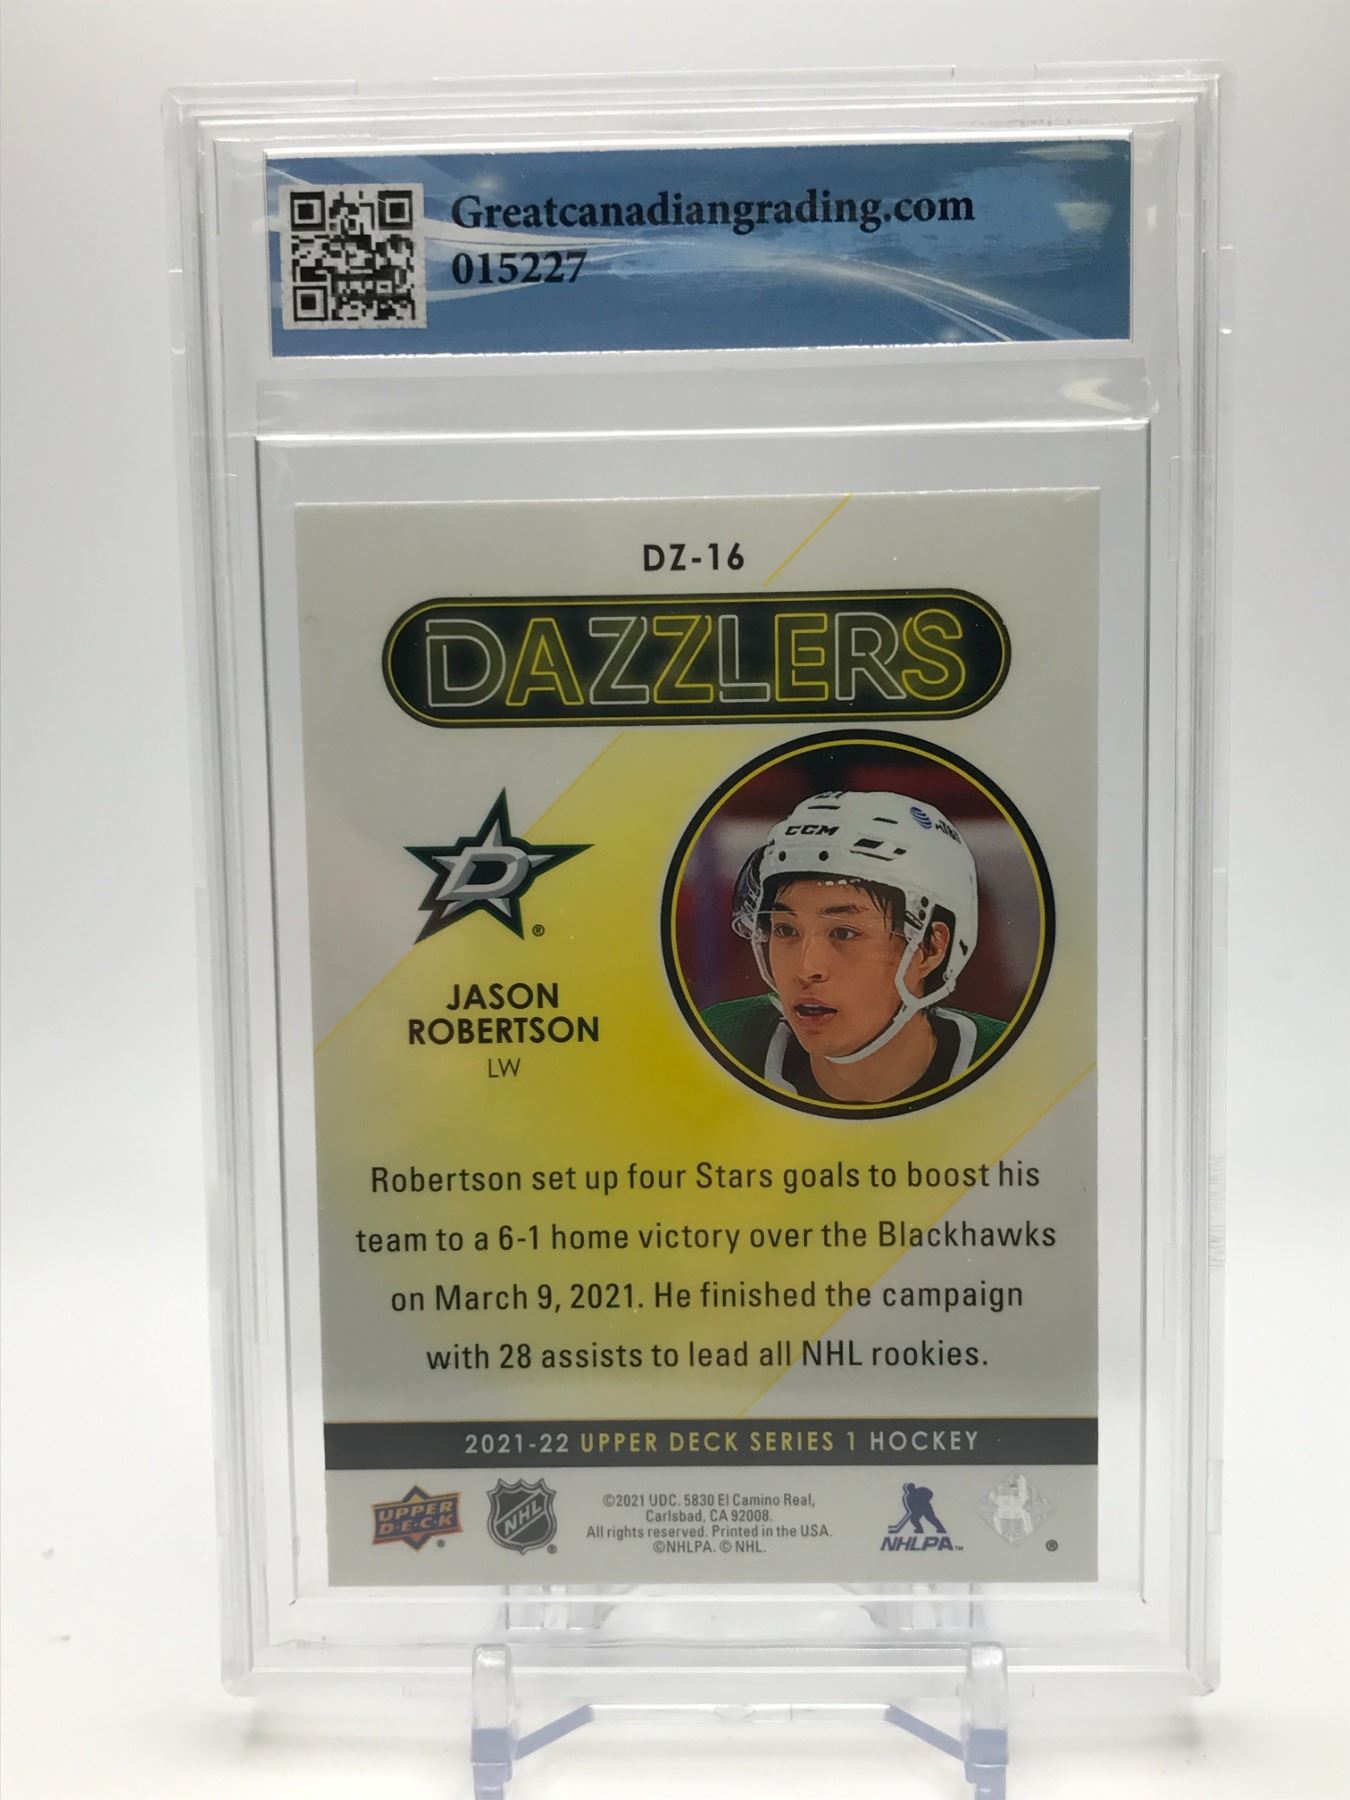 Greatcanadiangrading.com
015227
DZ-16
DAZZLERS
CCM
AT&T
D
®
JASON
ROBERTSON
LW
Robertson set up four Stars goals to boost his
team to a 6-1 home victory over the Blackhawks
on March 9, 2021. He finished the campaign
with 28 assists to lead all NHL rookies.
2021-22 UPPER DECK SERIES 1 HOCKEY
UPPER
D·E·C·K
®
NHL
®
©2021 UDC. 5830 El Camino Real,
Carlsbad, CA 92008.
All rights reserved. Printed in the USA.
©NHLPA. © NHL.
NHLPA™
®